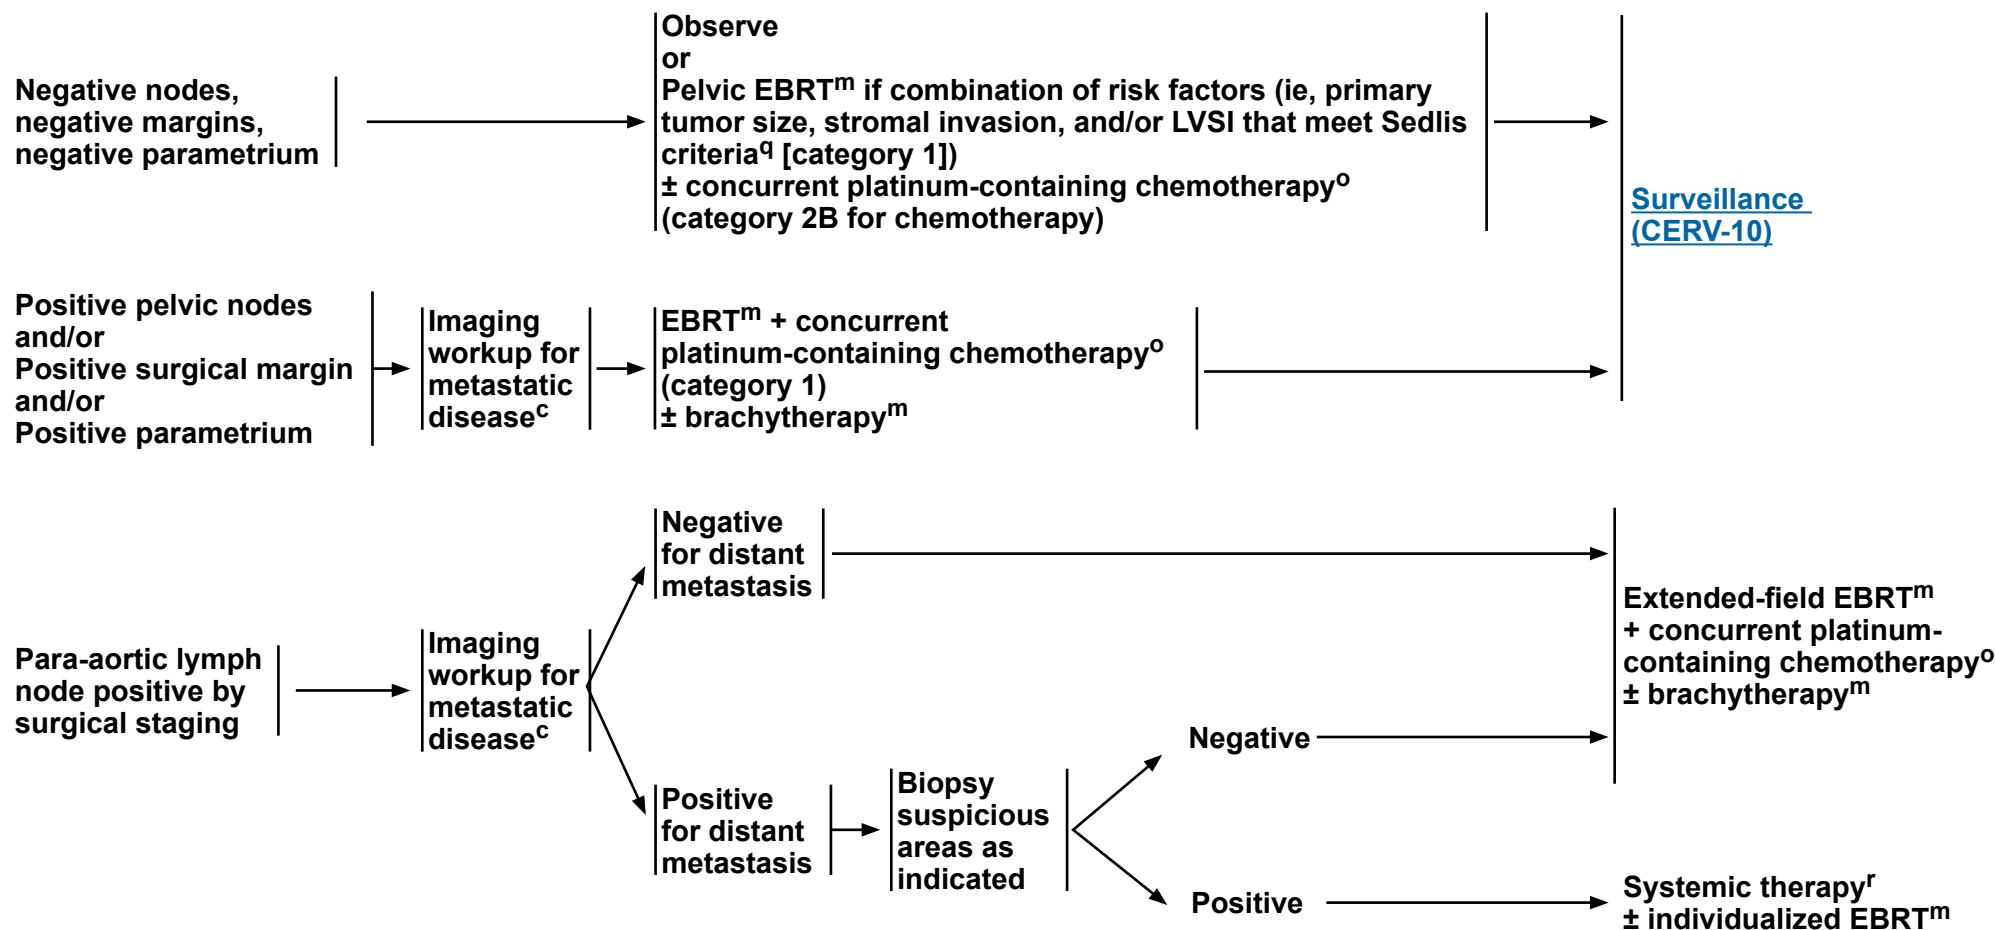 Negative nodes,
negative margins,
negative parametrium
Observe
or
Pelvic EBRTm if combination of risk factors (ie, primary
tumor size, stromal invasion, and/or LVSI that meet Sedlis
criteriaq [category 1])
± concurrent platinum-containing chemotherapyo
(category 2B for chemotherapy)
Surveillance
(CERV-10)
Positive pelvic nodes
and/or
Positive surgical margin
and/or
Positive parametrium
Imaging
workup for
metastatic
diseasec
EBRTm + concurrent
platinum-containing chemotherapyo
(category 1)
± brachytherapym
Para-aortic lymph
node positive by
surgical staging
Imaging
workup for
metastatic
diseasec
Negative
for distant
metastasis
Positive
for distant
metastasis
Biopsy
suspicious
areas as
indicated
Negative
Positive
Extended-field EBRTm
+ concurrent platinum-
containing chemotherapyo
± brachytherapym
Systemic therapyr
± individualized EBRTm